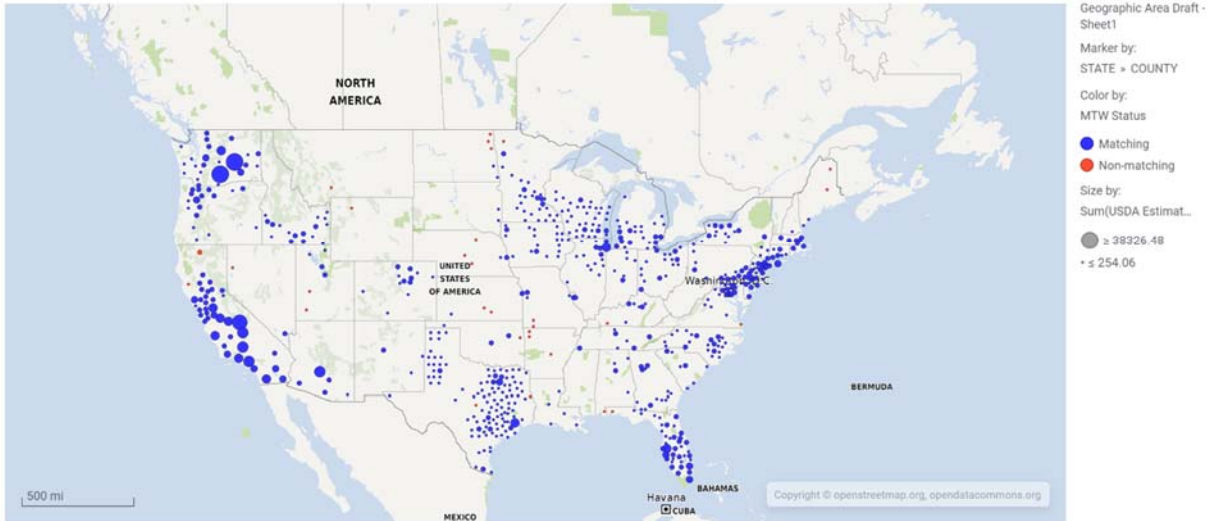 NORTH
AMERICA
UNITED
STATES
OF AMERICA
BERMUDA
BAHAMAS
Havana
CUBA
MEXICO
500 mi
Copyright © openstreetmap.org, opendatacommons.org
Geographic Area Draft -
Sheet1
Marker by:
STATE » COUNTY
Color by:
MTW Status
Matching
Non-matching
Size by:
Sum(USDA Estimat...
≥ 38326.48
≤ 254.06